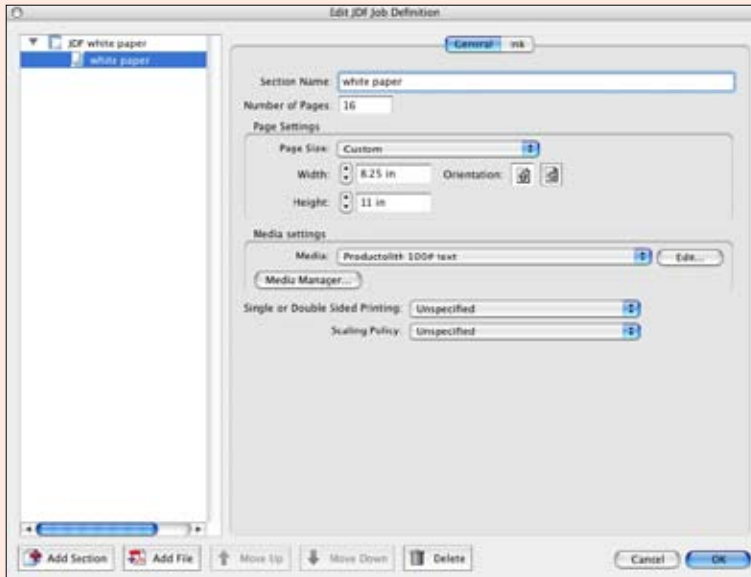 Edit JDF Job Definition
JDF white paper
white paper
General Ink
Section Name: white paper
Number of Pages: 16
Page Settings
Page Size: Custom
Width: 8.25 in Orientation:
Height: 11 in
Media settings
Media: Productolith 100# text Edit...
Media Manager...
Single or Double Sided Printing: Unspecified
Scaling Policy: Unspecified
Add Section Add File Move Up Move Down Delete Cancel OK